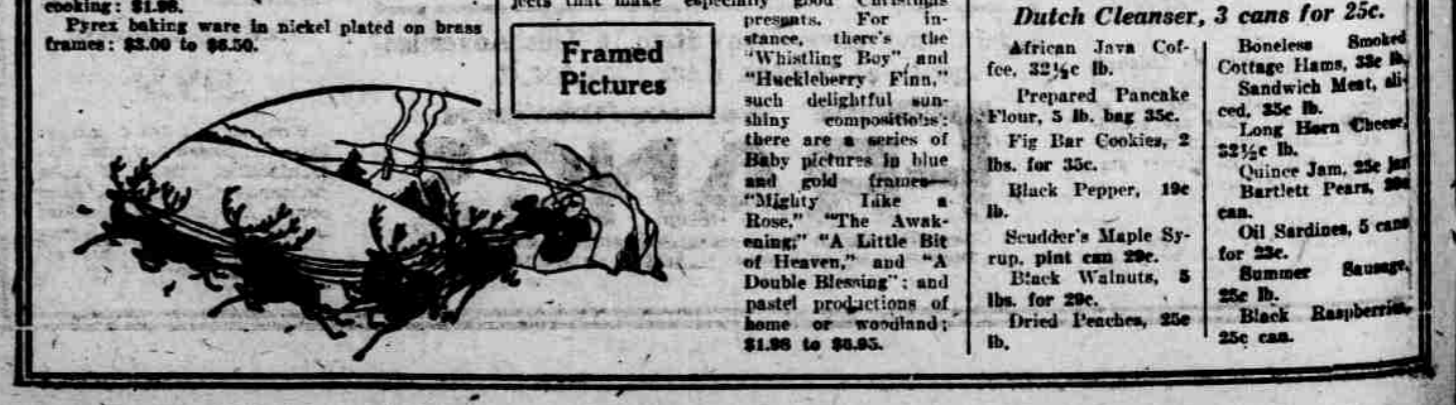 cooking: $1.98.
Pyrex baking ware in nickel plated on brass
frames: $3.00 to $6.50.
Framed
Pictures
jects that make especially good Christmas
presents. For in-
stance, there's the
"Whistling Boy" and
"Huckleberry Finn,"
such delightful sun-
shiny compositions;
there are a series of
Baby pictures in blue
and gold frames—
"Mighty Like a
Rose," "The Awak-
ening," "A Little Bit
of Heaven," and "A
Double Blessing"; and
pastel productions of
home or woodland;
$1.98 to $6.95.
Dutch Cleanser, 3 cans for 25c.
African Java Cof-
fee, 32½c lb.
Prepared Pancake
Flour, 5 lb. bag 35c.
Fig Bar Cookies, 2
lbs. for 35c.
Black Pepper, 19c
lb.
Scudder's Maple Sy-
rup, pint can 29c.
Black Walnuts, 5
lbs. for 29c.
Dried Peaches, 25c
lb.
Boneless Smoked
Cottage Hams, 33c lb.
Sandwich Meat, sli-
ced, 35c lb.
Long Horn Cheese,
32½c lb.
Quince Jam, 25c jar
Bartlett Pears,
can.
Oil Sardines, 5 cans
for 23c.
Summer Sausage,
25c lb.
Black Raspberries,
25c can.